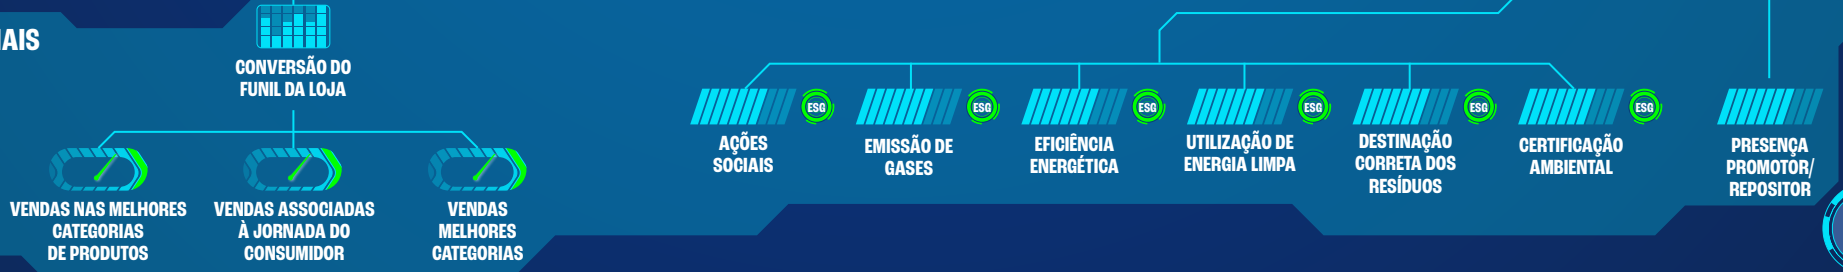 CONVERSÃO DO
FUNIL DA LOJA
VENDAS NAS MELHORES
CATEGORIAS
DE PRODUTOS
VENDAS ASSOCIADAS
À JORNADA DO
CONSUMIDOR
VENDAS
MELHORES
CATEGORIAS
ESG
AÇÕES
SOCIAIS
ESG
EMISSÃO DE
GASES
ESG
EFICIÊNCIA
ENERGÉTICA
ESG
UTILIZAÇÃO DE
ENERGIA LIMPA
ESG
DESTINAÇÃO
CORRETA DOS
RESÍDUOS
ESG
CERTIFICAÇÃO
AMBIENTAL
PRESENÇA
PROMOTOR/
REPOSITOR